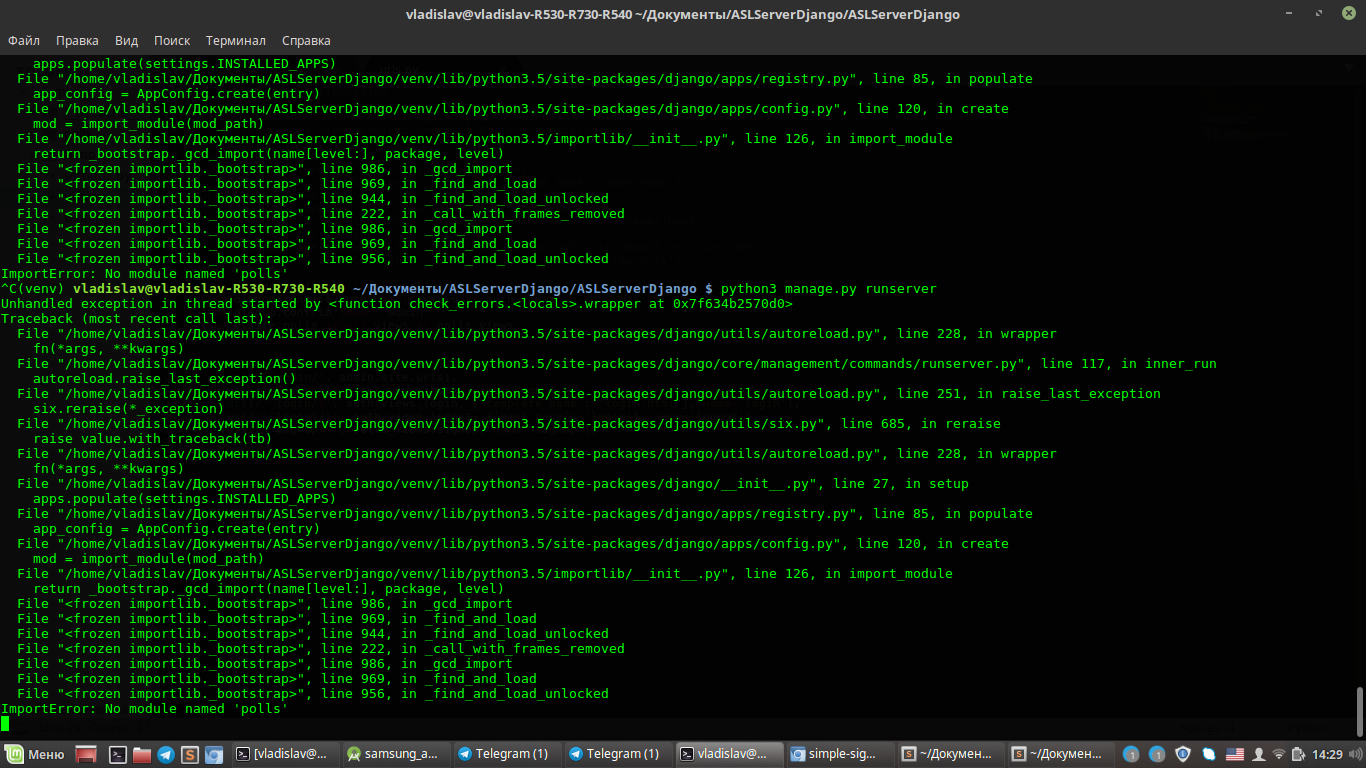 vladislav@vladislav-R530-R730-R540 ~/Документы/ASLServerDjango/ASLServerDjango
Файл Правка Вид Поиск Терминал Справка
apps.populate(settings.INSTALLED_APPS)
File "/home/vladislav/Документы/ASLServerDjango/venv/lib/python3.5/site-packages/django/apps/registry.py", line 85, in populate
app_config = AppConfig.create(entry)
File "/home/vladislav/Документы/ASLServerDjango/venv/lib/python3.5/site-packages/django/apps/config.py", line 120, in create
mod = import_module(mod_path)
File "/home/vladislav/Документы/ASLServerDjango/venv/lib/python3.5/importlib/__init__.py", line 126, in import_module
return _bootstrap._gcd_import(name[level:], package, level)
File "<frozen importlib._bootstrap>", line 986, in _gcd_import
File "<frozen importlib._bootstrap>", line 969, in _find_and_load
File "<frozen importlib._bootstrap>", line 944, in _find_and_load_unlocked
File "<frozen importlib._bootstrap>", line 222, in _call_with_frames_removed
File "<frozen importlib._bootstrap>", line 986, in _gcd_import
File "<frozen importlib._bootstrap>", line 969, in _find_and_load
File "<frozen importlib._bootstrap>", line 956, in _find_and_load_unlocked
ImportError: No module named 'polls'
^C(venv) vladislav@vladislav-R530-R730-R540 ~/Документы/ASLServerDjango/ASLServerDjango $ python3 manage.py runserver
Unhandled exception in thread started by <function check_errors.<locals>.wrapper at 0x7f634b2570d0>
Traceback (most recent call last):
File "/home/vladislav/Документы/ASLServerDjango/venv/lib/python3.5/site-packages/django/utils/autoreload.py", line 228, in wrapper
fn(*args, **kwargs)
File "/home/vladislav/Документы/ASLServerDjango/venv/lib/python3.5/site-packages/django/core/management/commands/runserver.py", line 117, in inner_run
autoreload.raise_last_exception()
File "/home/vladislav/Документы/ASLServerDjango/venv/lib/python3.5/site-packages/django/utils/autoreload.py", line 251, in raise_last_exception
six.reraise(*_exception)
File "/home/vladislav/Документы/ASLServerDjango/venv/lib/python3.5/site-packages/django/utils/six.py", line 685, in reraise
raise value.with_traceback(tb)
File "/home/vladislav/Документы/ASLServerDjango/venv/lib/python3.5/site-packages/django/utils/autoreload.py", line 228, in wrapper
fn(*args, **kwargs)
File "/home/vladislav/Документы/ASLServerDjango/venv/lib/python3.5/site-packages/django/__init__.py", line 27, in setup
apps.populate(settings.INSTALLED_APPS)
File "/home/vladislav/Документы/ASLServerDjango/venv/lib/python3.5/site-packages/django/apps/registry.py", line 85, in populate
app_config = AppConfig.create(entry)
File "/home/vladislav/Документы/ASLServerDjango/venv/lib/python3.5/site-packages/django/apps/config.py", line 120, in create
mod = import_module(mod_path)
File "/home/vladislav/Документы/ASLServerDjango/venv/lib/python3.5/importlib/__init__.py", line 126, in import_module
return _bootstrap._gcd_import(name[level:], package, level)
File "<frozen importlib._bootstrap>", line 986, in _gcd_import
File "<frozen importlib._bootstrap>", line 969, in _find_and_load
File "<frozen importlib._bootstrap>", line 944, in _find_and_load_unlocked
File "<frozen importlib._bootstrap>", line 222, in _call_with_frames_removed
File "<frozen importlib._bootstrap>", line 986, in _gcd_import
File "<frozen importlib._bootstrap>", line 969, in _find_and_load
File "<frozen importlib._bootstrap>", line 956, in _find_and_load_unlocked
ImportError: No module named 'polls'
Меню [vladislav@... samsung_a... Telegram (1) Telegram (1) vladislav@... simple-sig... ~/Докумен... ~/Докумен... 1 1 14:29